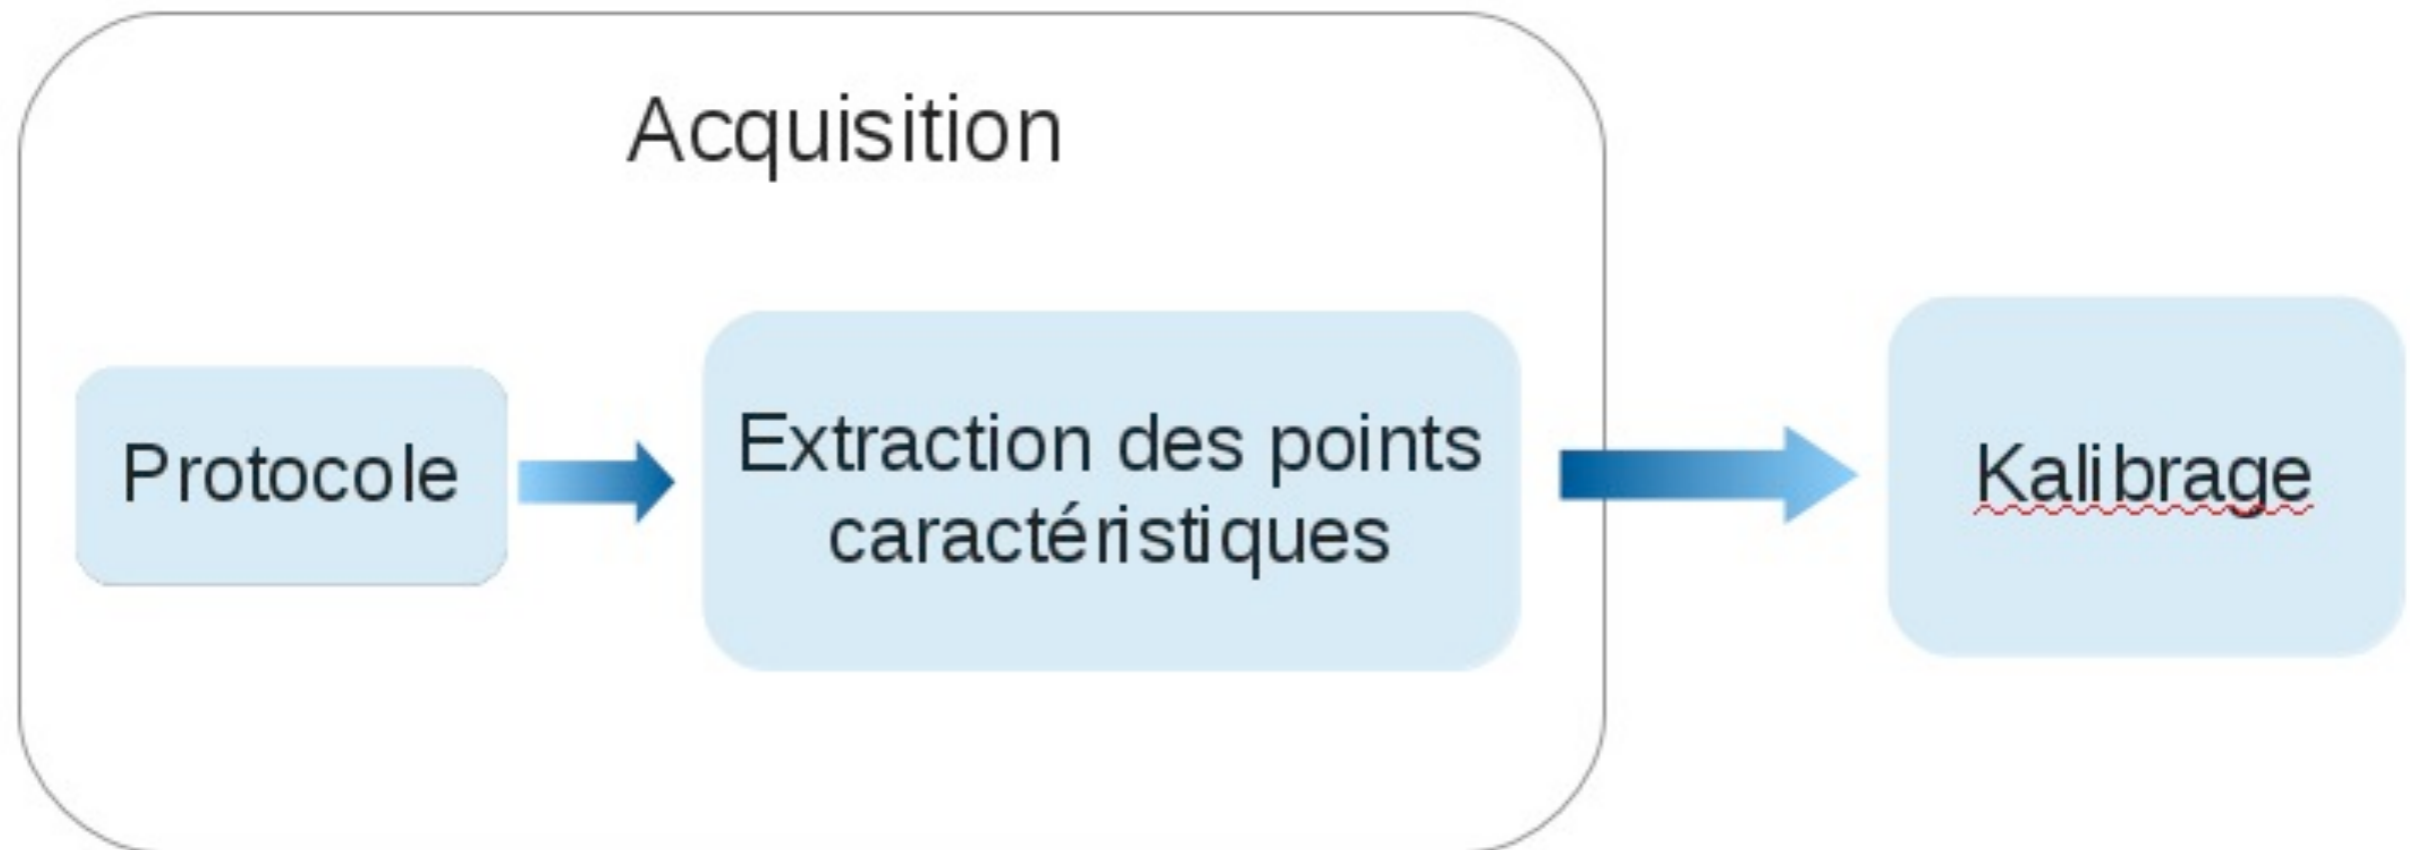 Acquisition
Protocole
Extraction des points
caractéristiques
Kalibrage